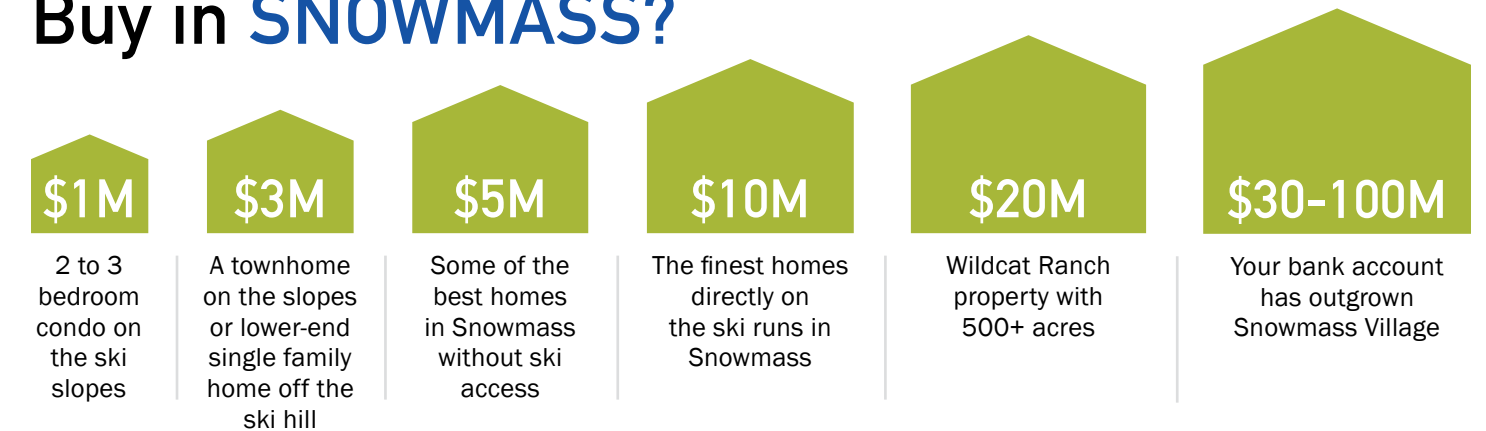 Buy in SNOWMASS?
$1M
2 to 3
bedroom
condo on
the ski
slopes
$3M
A townhome
on the slopes
or lower-end
single family
home off the
ski hill
$5M
Some of the
best homes
in Snowmass
without ski
access
$10M
The finest homes
directly on
the ski runs in
Snowmass
$20M
Wildcat Ranch
property with
500+ acres
$30-100M
Your bank account
has outgrown
Snowmass Village